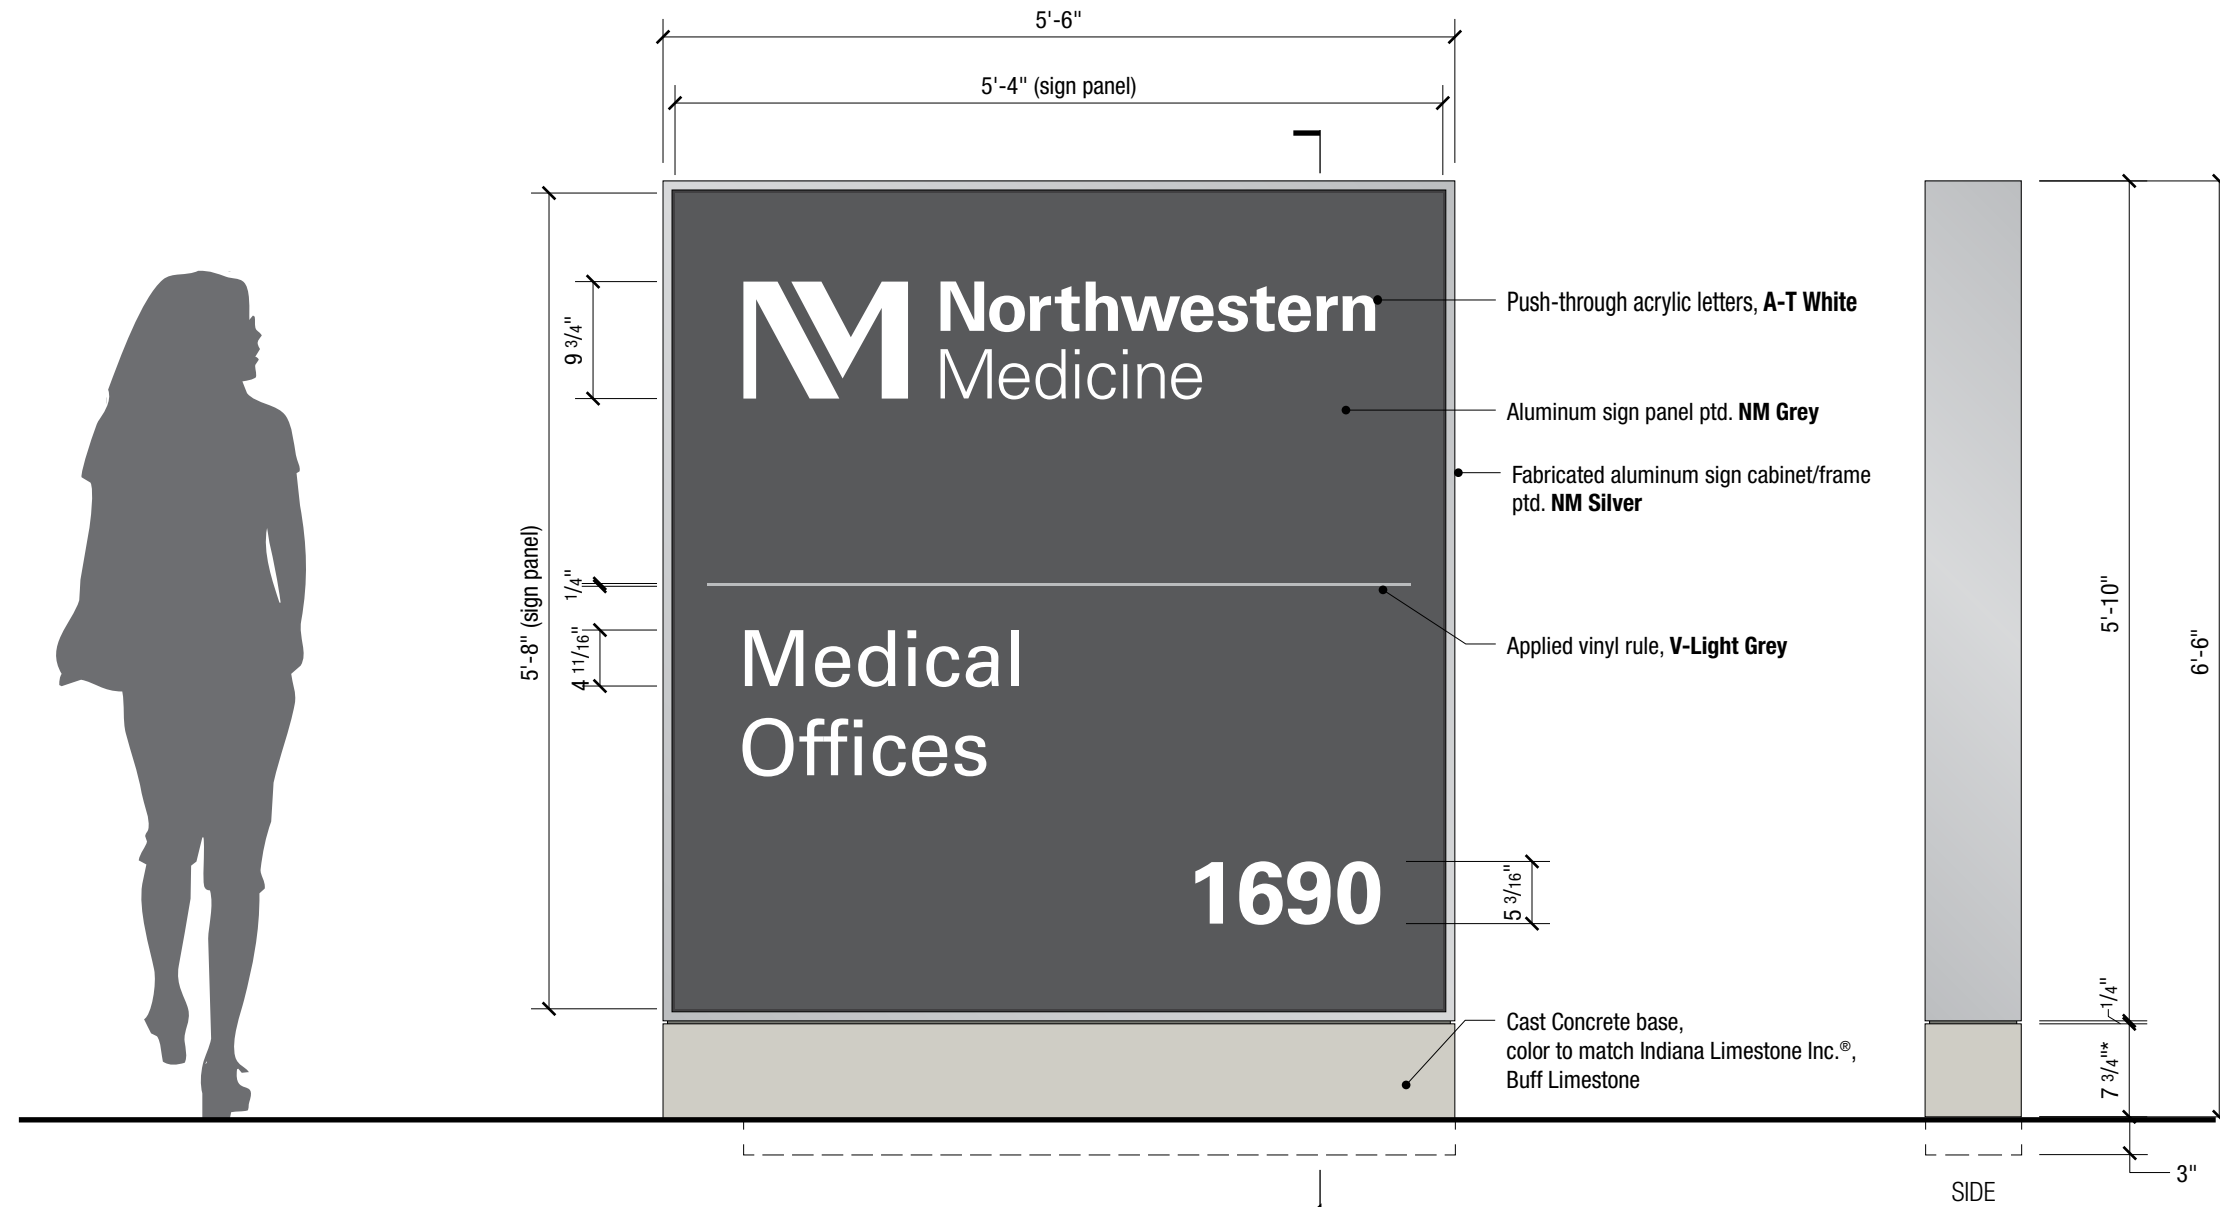 5'-6"
5'-4" (sign panel)
NM Northwestern
Medicine
Push-through acrylic letters, A-T White
Aluminum sign panel ptd. NM Grey
Fabricated aluminum sign cabinet/frame
ptd. NM Silver
9 3/4"
5'-8" (sign panel)
1/4"
4 11/16"
Medical
Offices
Applied vinyl rule, V-Light Grey
1690
5 3/16"
Cast Concrete base,
color to match Indiana Limestone Inc.®,
Buff Limestone
5'-10"
6'-6"
1/4"
7 3/4"*
3"
SIDE